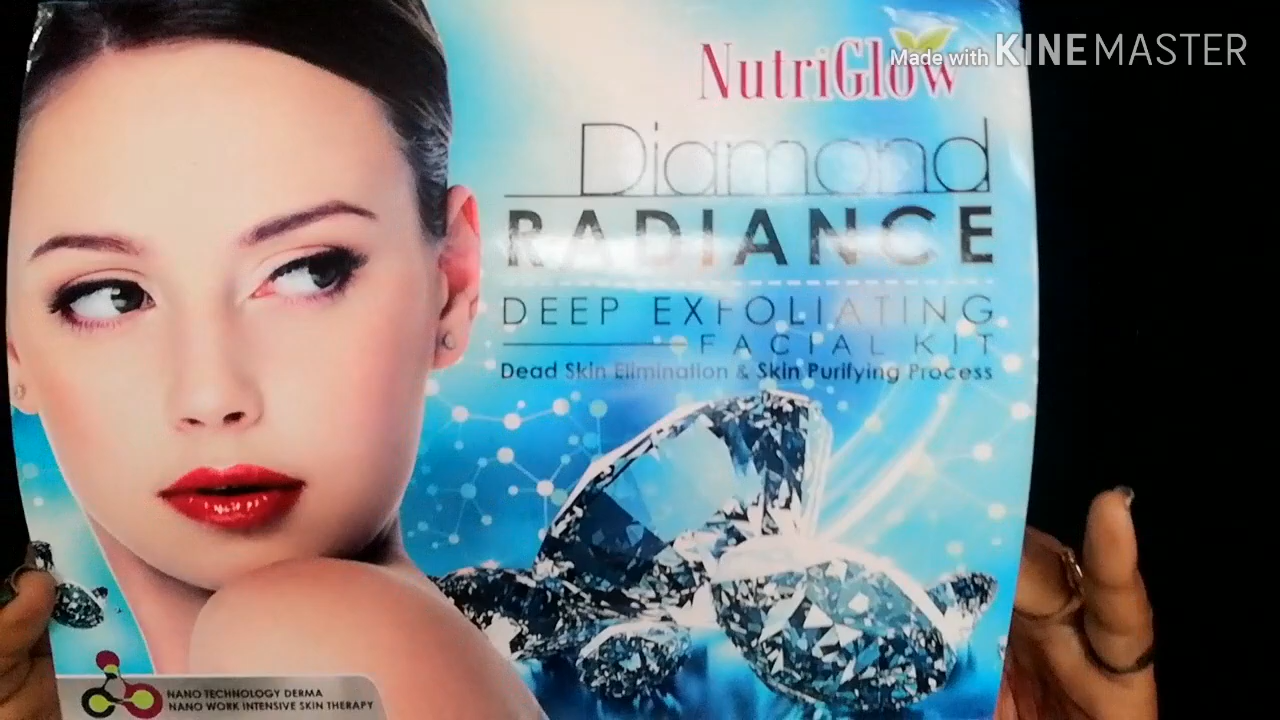 Made with KINEMASTER
NutriGlow
Diamond
RADIANCE
DEEP EXFOLIATING
FACIAL KIT
Dead Skin Elimination & Skin Purifying Process
NANO TECHNOLOGY DERMA
NANO WORK INTENSIVE SKIN THERAPY